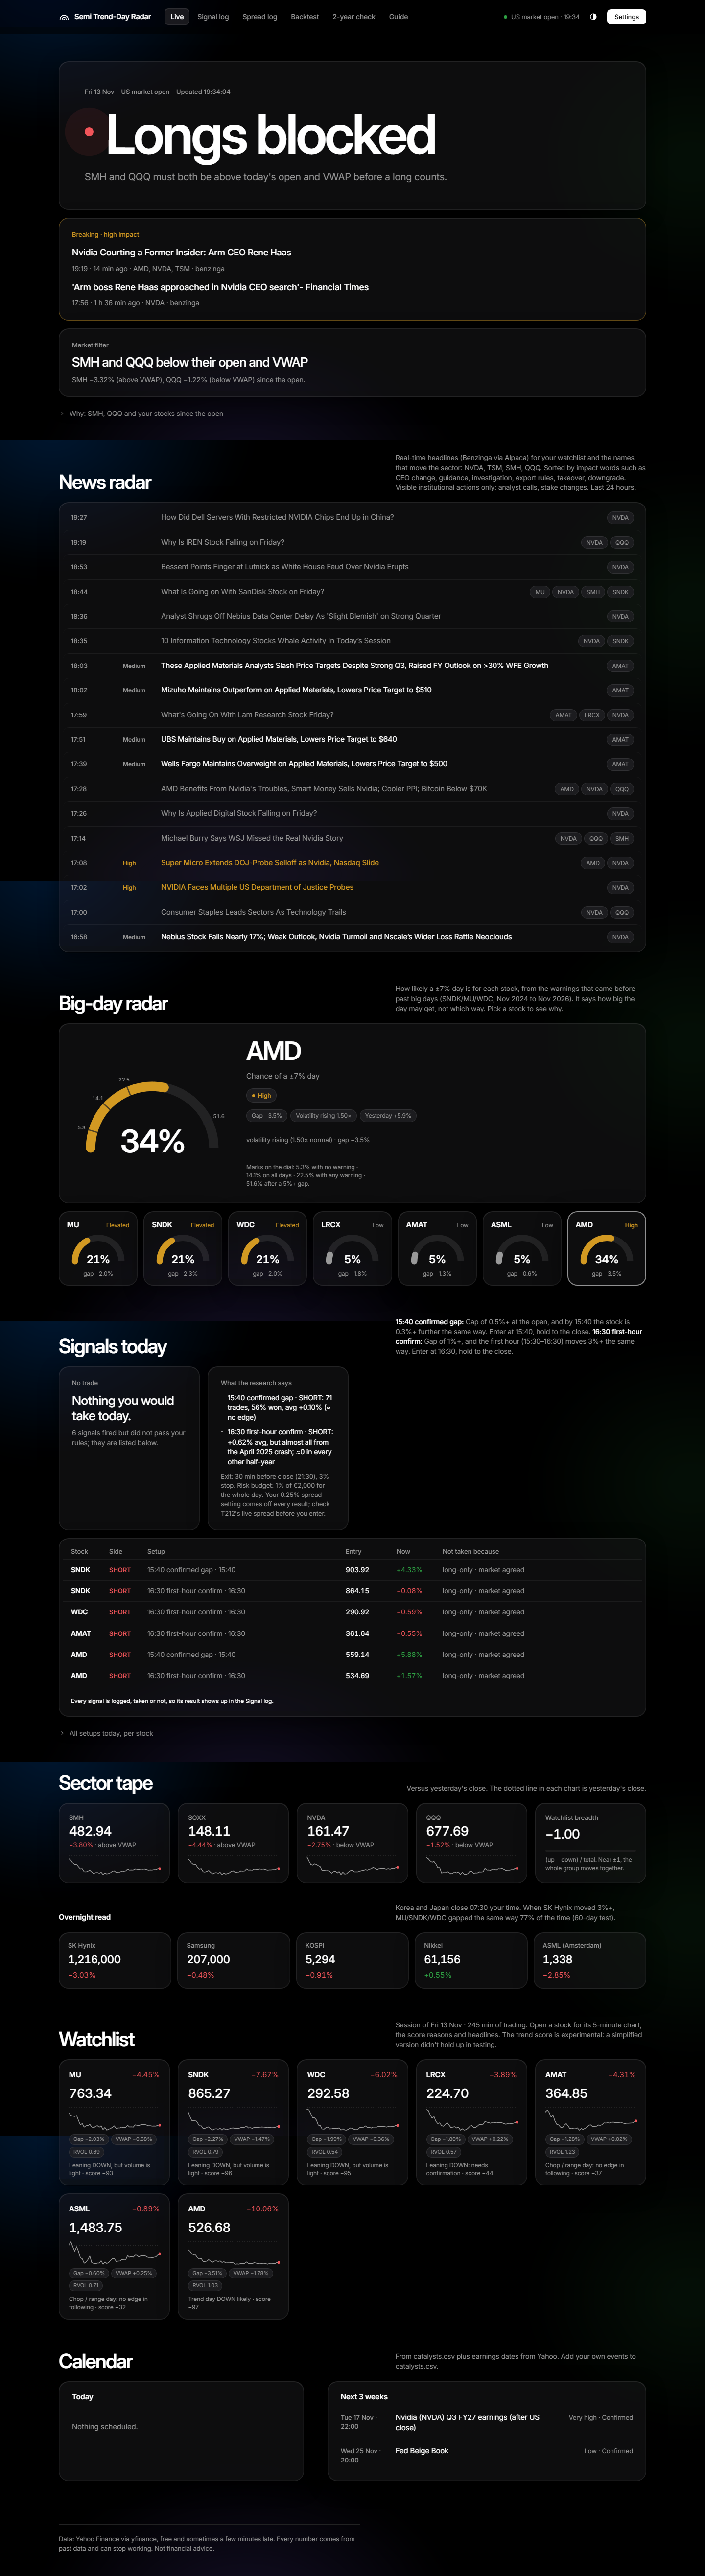 Semi Trend-Day Radar
Live
Signal log
Spread log
Backtest
2-year check
Guide
US market open · 19:34
Settings
Fri 13 Nov US market open Updated 19:34:04
Longs blocked
SMH and QQQ must both be above today's open and VWAP before a long counts.
Breaking · high impact
Nvidia Courting a Former Insider: Arm CEO Rene Haas
19:19 · 14 min ago · AMD, NVDA, TSM · benzinga
'Arm boss Rene Haas approached in Nvidia CEO search'- Financial Times
17:56 · 1 h 36 min ago · NVDA · benzinga
Market filter
SMH and QQQ below their open and VWAP
SMH −3.32% (above VWAP), QQQ −1.22% (below VWAP) since the open.
› Why: SMH, QQQ and your stocks since the open
News radar
Real-time headlines (Benzinga via Alpaca) for your watchlist and the names
that move the sector: NVDA, TSM, SMH, QQQ. Sorted by impact words such as
CEO change, guidance, investigation, export rules, takeover, downgrade.
Visible institutional actions only: analyst calls, stake changes. Last 24 hours.
19:27 How Did Dell Servers With Restricted NVIDIA Chips End Up in China? NVDA
19:19 Why Is IREN Stock Falling on Friday? NVDA QQQ
18:53 Bessent Points Finger at Lutnick as White House Feud Over Nvidia Erupts NVDA
18:44 What Is Going on With SanDisk Stock on Friday? MU NVDA SMH SNDK
18:36 Analyst Shrugs Off Nebius Data Center Delay As 'Slight Blemish' on Strong Quarter NVDA
18:35 10 Information Technology Stocks Whale Activity In Today's Session NVDA SNDK
18:03 Medium These Applied Materials Analysts Slash Price Targets Despite Strong Q3, Raised FY Outlook on >30% WFE Growth AMAT
18:02 Medium Mizuho Maintains Outperform on Applied Materials, Lowers Price Target to $510 AMAT
17:59 What's Going On With Lam Research Stock Friday? AMAT LRCX NVDA
17:51 Medium UBS Maintains Buy on Applied Materials, Lowers Price Target to $640 AMAT
17:39 Medium Wells Fargo Maintains Overweight on Applied Materials, Lowers Price Target to $500 AMAT
17:28 AMD Benefits From Nvidia's Troubles, Smart Money Sells Nvidia; Cooler PPI; Bitcoin Below $70K AMD NVDA QQQ
17:26 Why Is Applied Digital Stock Falling on Friday? NVDA
17:14 Michael Burry Says WSJ Missed the Real Nvidia Story NVDA QQQ SMH
17:08 High Super Micro Extends DOJ-Probe Selloff as Nvidia, Nasdaq Slide AMD NVDA
17:02 High NVIDIA Faces Multiple US Department of Justice Probes NVDA
17:00 Consumer Staples Leads Sectors As Technology Trails NVDA QQQ
16:58 Medium Nebius Stock Falls Nearly 17%; Weak Outlook, Nvidia Turmoil and Nscale's Wider Loss Rattle Neoclouds NVDA
Big-day radar
How likely a ±7% day is for each stock, from the warnings that came before
past big days (SNDK/MU/WDC, Nov 2024 to Nov 2026). It says how big the
day may get, not which way. Pick a stock to see why.
5.3
14.1
22.5
51.6
34%
AMD
Chance of a ±7% day
High
Gap −3.5% Volatility rising 1.50× Yesterday +5.9%
volatility rising (1.50× normal) · gap −3.5%
Marks on the dial: 5.3% with no warning ·
14.1% on all days · 22.5% with any warning ·
51.6% after a 5%+ gap.
MU Elevated
21%
gap −2.0%
SNDK Elevated
21%
gap −2.3%
WDC Elevated
21%
gap −2.0%
LRCX Low
5%
gap −1.8%
AMAT Low
5%
gap −1.3%
ASML Low
5%
gap −0.6%
AMD High
34%
gap −3.5%
Signals today
15:40 confirmed gap: Gap of 0.5%+ at the open, and by 15:40 the stock is
0.3%+ further the same way. Enter at 15:40, hold to the close. 16:30 first-hour
confirm: Gap of 1%+, and the first hour (15:30–16:30) moves 3%+ the same
way. Enter at 16:30, hold to the close.
No trade
Nothing you would
take today.
6 signals fired but did not pass your
rules; they are listed below.
What the research says
- 15:40 confirmed gap · SHORT: 71
trades, 56% won, avg +0.10% (≈
no edge)
- 16:30 first-hour confirm · SHORT:
+0.62% avg, but almost all from
the April 2025 crash; ≈0 in every
other half-year
Exit: 30 min before close (21:30), 3%
stop. Risk budget: 1% of €2,000 for
the whole day. Your 0.25% spread
setting comes off every result; check
T212's live spread before you enter.
Stock Side Setup Entry Now Not taken because
SNDK SHORT 15:40 confirmed gap · 15:40 903.92 +4.33% long-only · market agreed
SNDK SHORT 16:30 first-hour confirm · 16:30 864.15 −0.08% long-only · market agreed
WDC SHORT 16:30 first-hour confirm · 16:30 290.92 −0.59% long-only · market agreed
AMAT SHORT 16:30 first-hour confirm · 16:30 361.64 −0.55% long-only · market agreed
AMD SHORT 15:40 confirmed gap · 15:40 559.14 +5.88% long-only · market agreed
AMD SHORT 16:30 first-hour confirm · 16:30 534.69 +1.57% long-only · market agreed
Every signal is logged, taken or not, so its result shows up in the Signal log.
› All setups today, per stock
Sector tape
Versus yesterday's close. The dotted line in each chart is yesterday's close.
SMH
482.94
−3.80% · above VWAP
SOXX
148.11
−4.44% · above VWAP
NVDA
161.47
−2.75% · below VWAP
QQQ
677.69
−1.52% · below VWAP
Watchlist breadth
−1.00
(up − down) / total. Near ±1, the
whole group moves together.
Overnight read
Korea and Japan close 07:30 your time. When SK Hynix moved 3%+,
MU/SNDK/WDC gapped the same way 77% of the time (60-day test).
SK Hynix
1,216,000
−3.03%
Samsung
207,000
−0.48%
KOSPI
5,294
−0.91%
Nikkei
61,156
+0.55%
ASML (Amsterdam)
1,338
−2.85%
Watchlist
Session of Fri 13 Nov · 245 min of trading. Open a stock for its 5-minute chart,
the score reasons and headlines. The trend score is experimental: a simplified
version didn't hold up in testing.
MU −4.45%
763.34
Gap −2.03% VWAP −0.68%
RVOL 0.69
Leaning DOWN, but volume is
light · score −93
SNDK −7.67%
865.27
Gap −2.27% VWAP −1.47%
RVOL 0.79
Leaning DOWN, but volume is
light · score −96
WDC −6.02%
292.58
Gap −1.99% VWAP −0.36%
RVOL 0.54
Leaning DOWN, but volume is
light · score −95
LRCX −3.89%
224.70
Gap −1.80% VWAP +0.22%
RVOL 0.57
Leaning DOWN: needs
confirmation · score −44
AMAT −4.31%
364.85
Gap −1.28% VWAP +0.02%
RVOL 1.23
Chop / range day: no edge in
following · score −37
ASML −0.89%
1,483.75
Gap −0.60% VWAP +0.25%
RVOL 0.71
Chop / range day: no edge in
following · score −32
AMD −10.06%
526.68
Gap −3.51% VWAP −1.78%
RVOL 1.03
Trend day DOWN likely · score
−97
Calendar
From catalysts.csv plus earnings dates from Yahoo. Add your own events to
catalysts.csv.
Today
Nothing scheduled.
Next 3 weeks
Tue 17 Nov ·
22:00
Nvidia (NVDA) Q3 FY27 earnings (after US
close)
Very high · Confirmed
Wed 25 Nov ·
20:00
Fed Beige Book
Low · Confirmed
Data: Yahoo Finance via yfinance, free and sometimes a few minutes late. Every number comes from
past data and can stop working. Not financial advice.